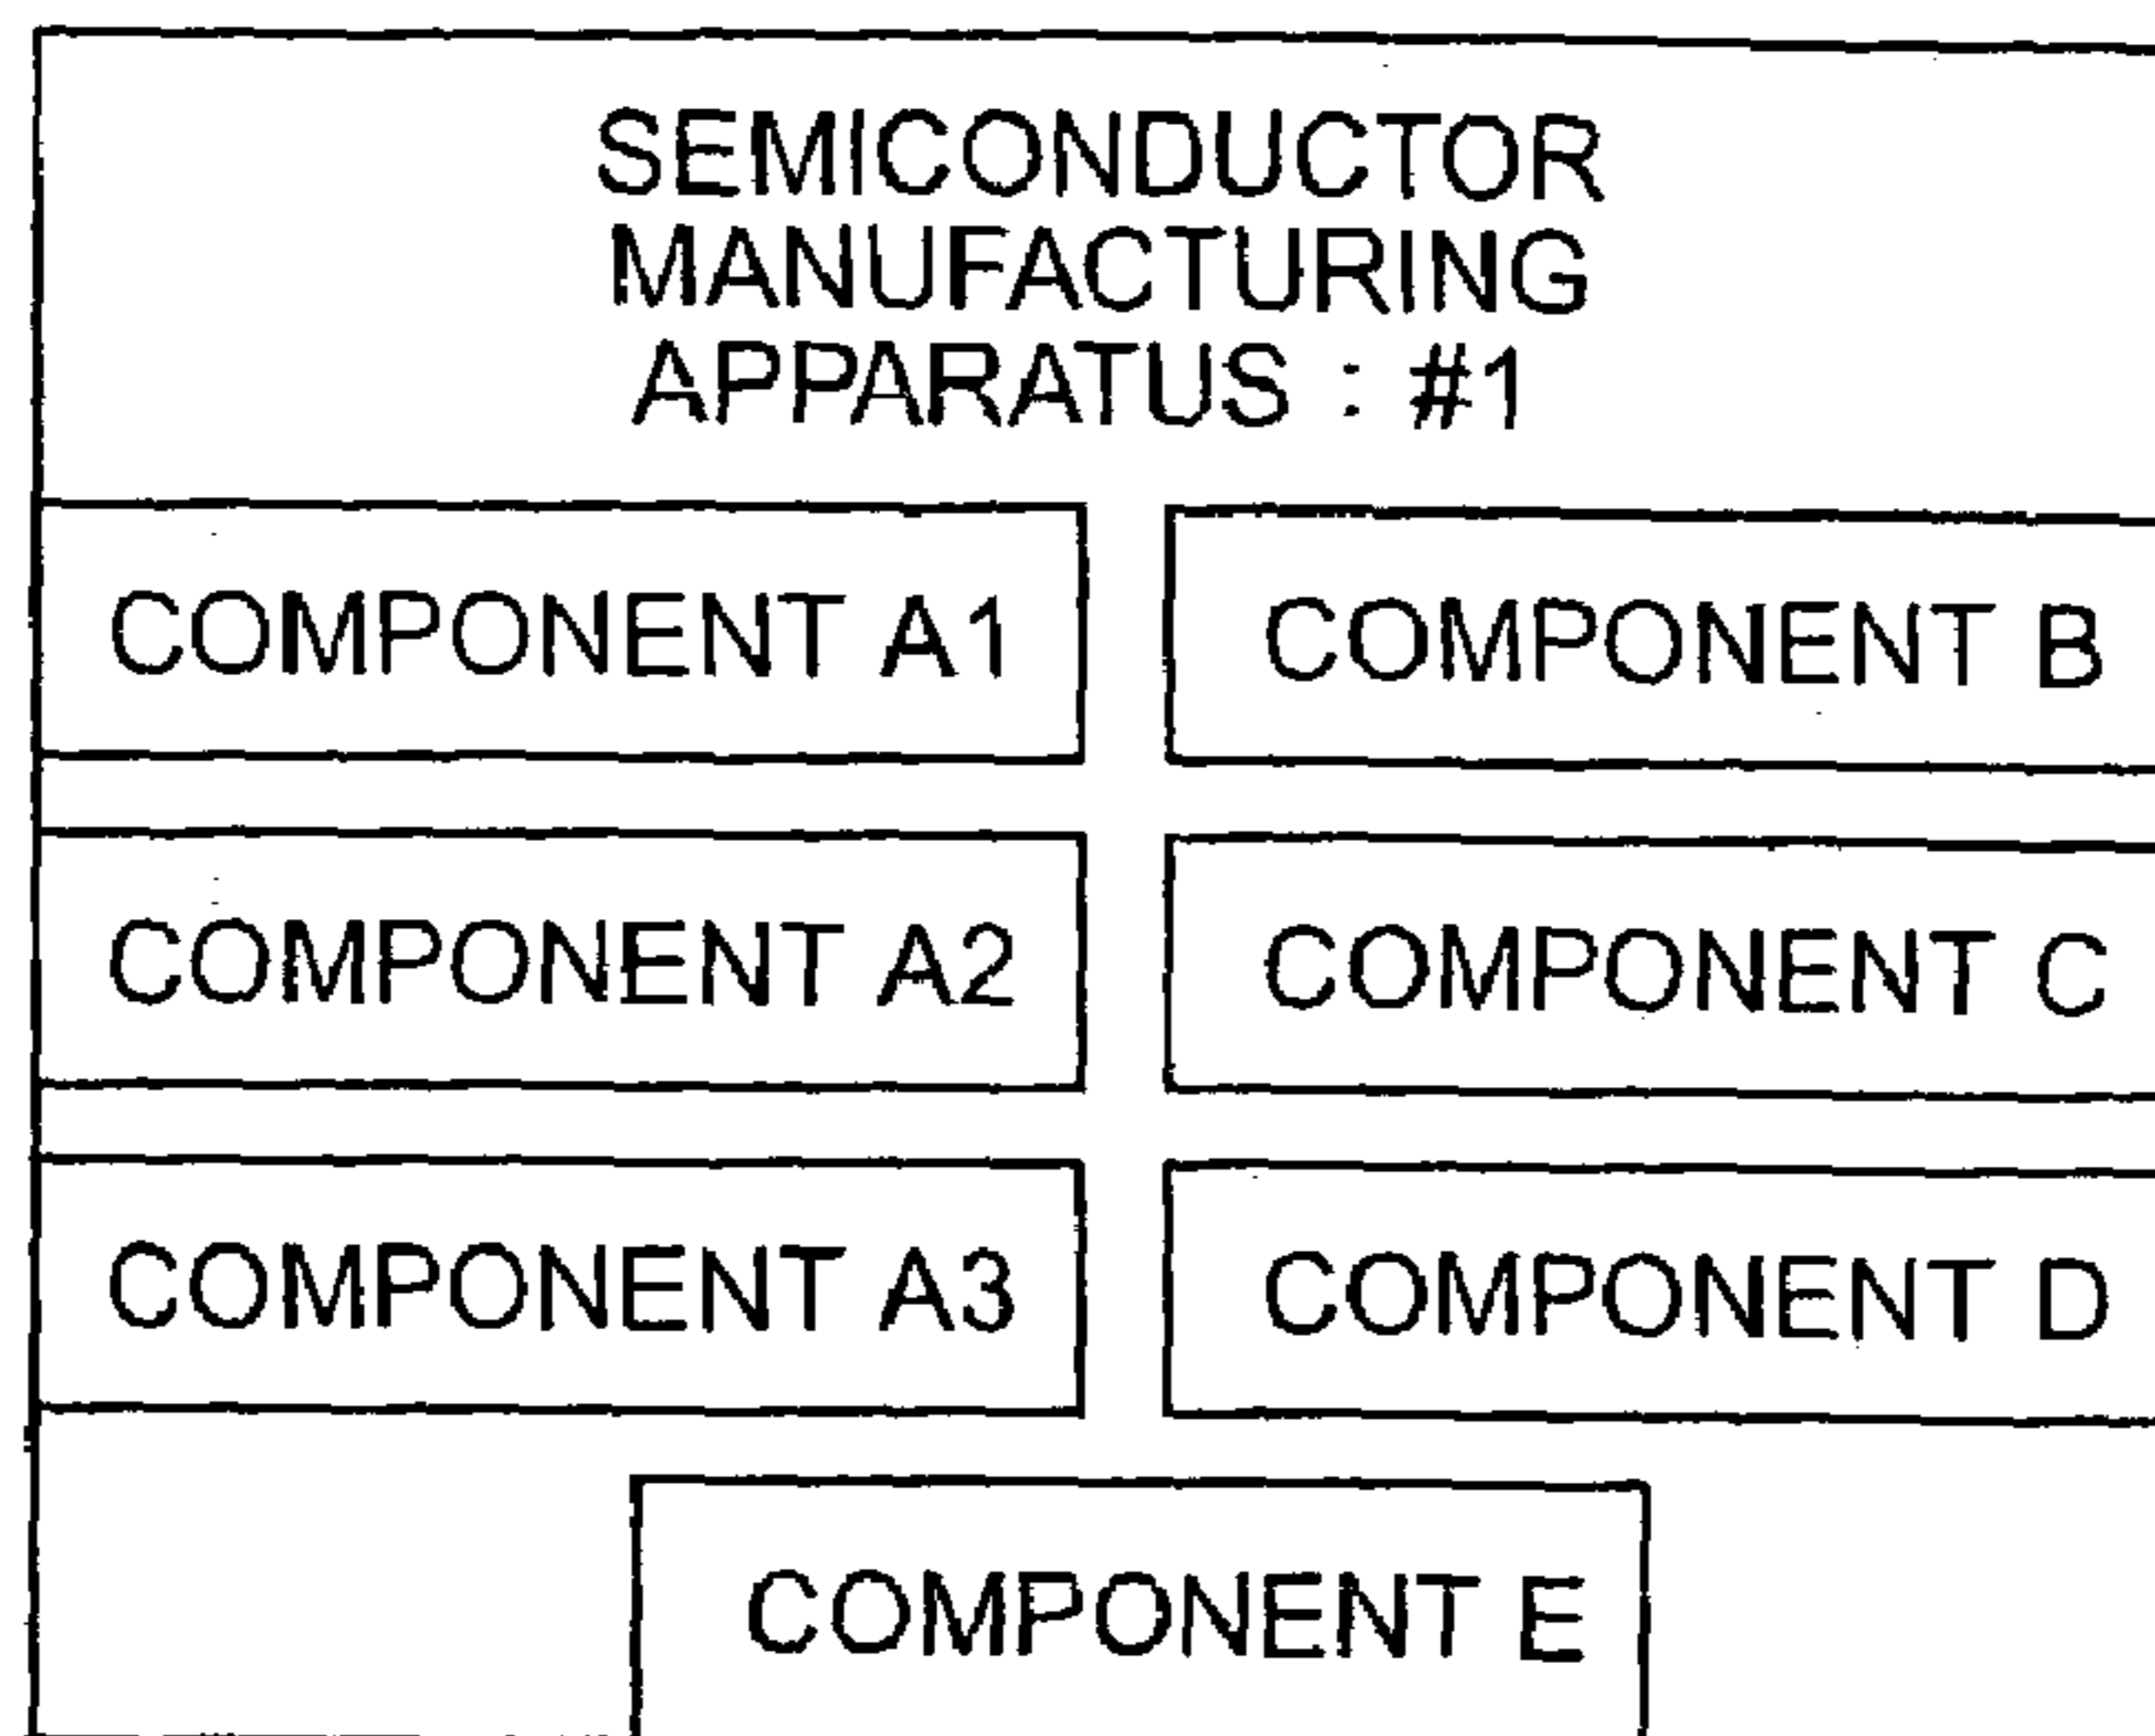 SEMICONDUCTOR
MANUFACTURING
APPARATUS : #1
COMPONENT A1
COMPONENT B
COMPONENT A2
COMPONENT C
COMPONENT A3
COMPONENT D
COMPONENT E